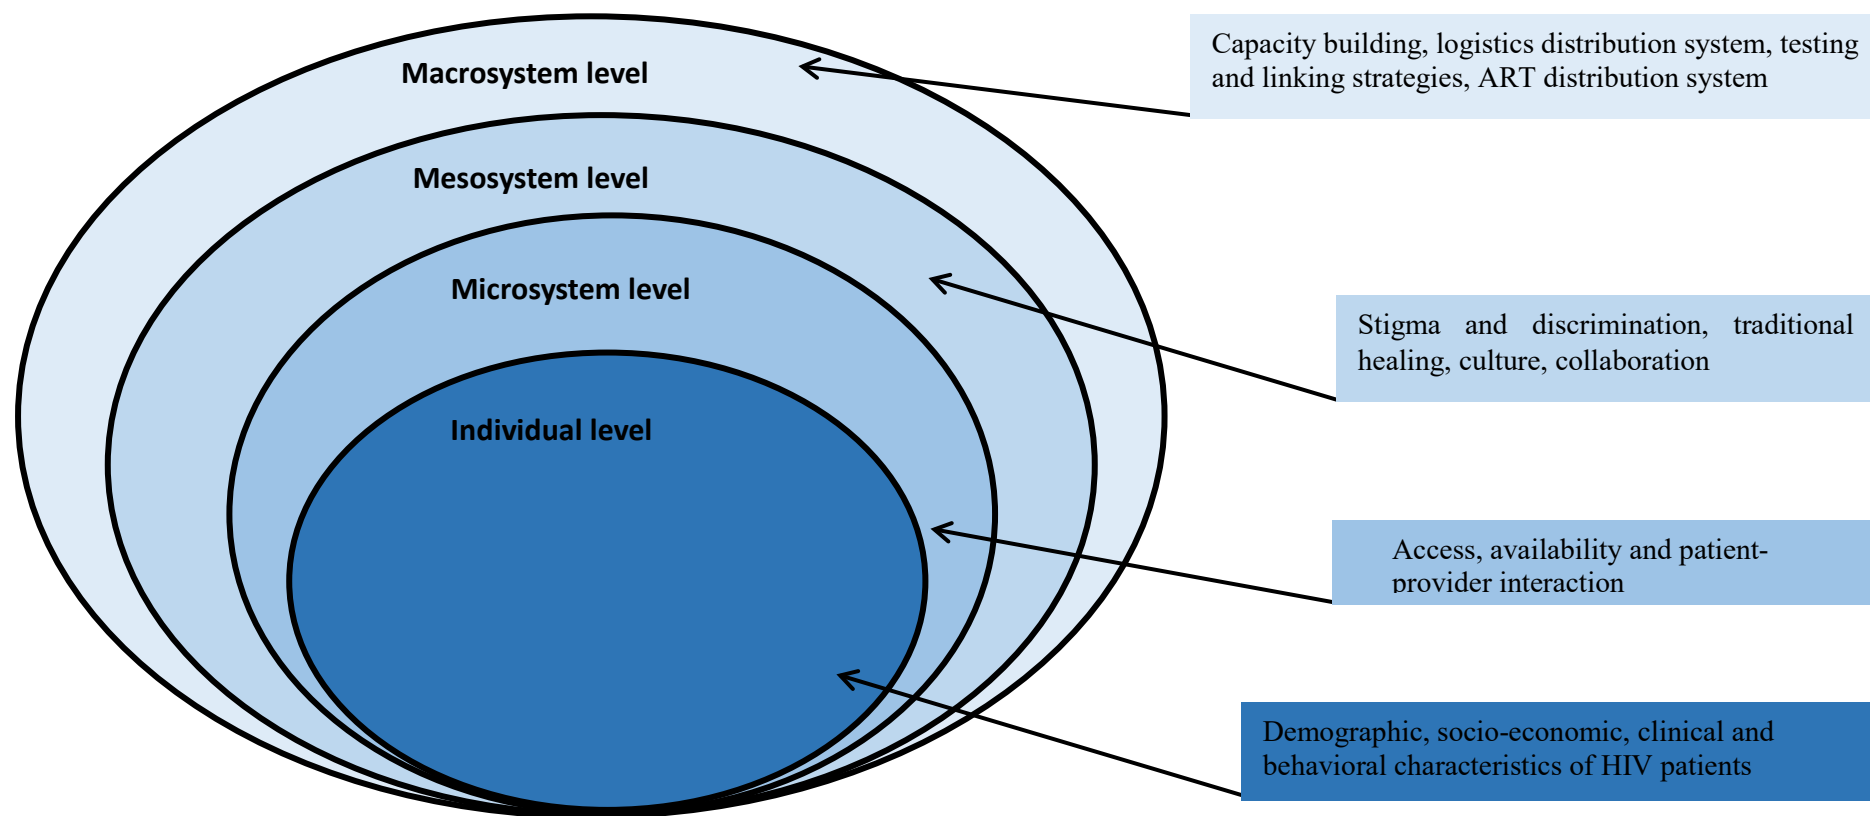 Macrosystem level
Capacity building, logistics distribution system, testing
and linking strategies, ART distribution system
Mesosystem level
Stigma and discrimination, traditional
healing, culture, collaboration
Microsystem level
Access, availability and patient-
provider interaction
Individual level
Demographic, socio-economic, clinical and
behavioral characteristics of HIV patients